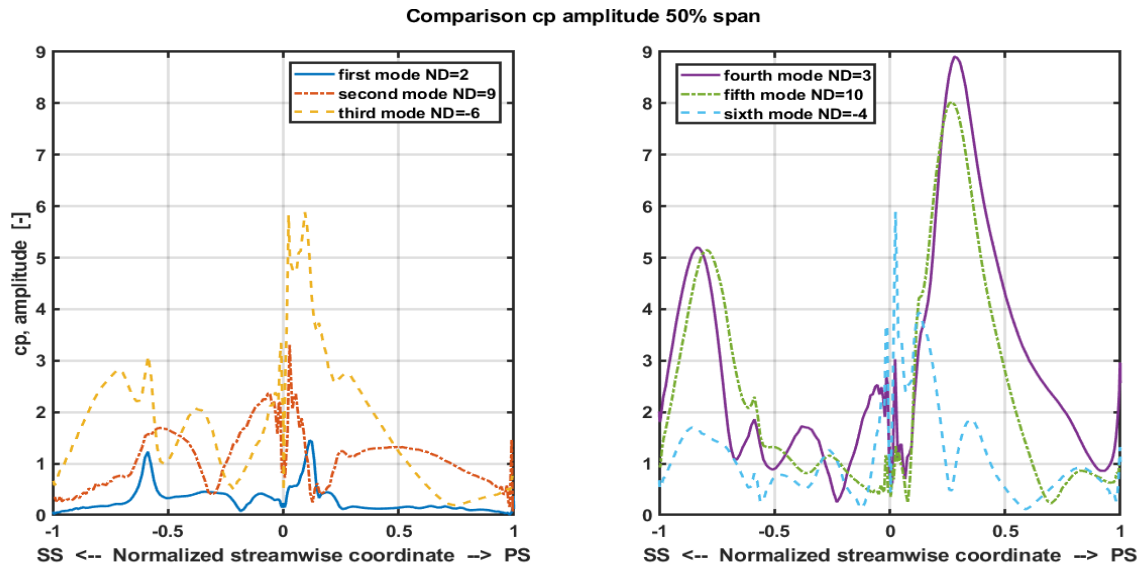 Comparison cp amplitude 50% span
cp, amplitude [-]
9
8
7
6
5
4
3
2
1
0
first mode ND=2
second mode ND=9
third mode ND=-6
-1 -0.5 0 0.5 1
SS <-- Normalized streamwise coordinate --> PS
9
8
7
6
5
4
3
2
1
0
fourth mode ND=3
fifth mode ND=10
sixth mode ND=-4
-1 -0.5 0 0.5 1
SS <-- Normalized streamwise coordinate --> PS